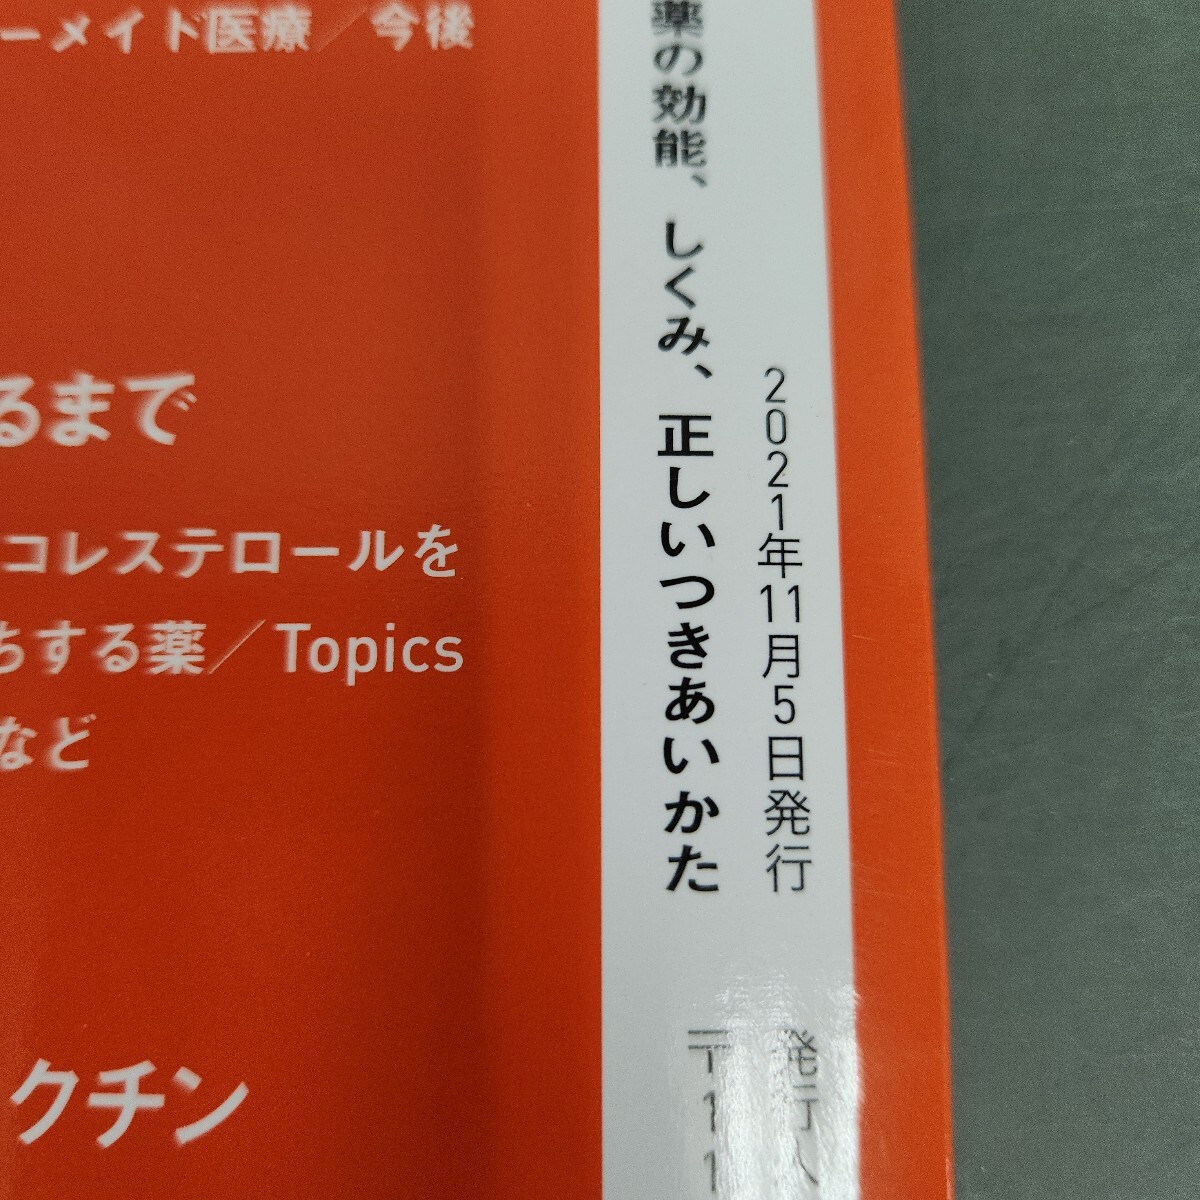 ーメイド医療／今後
るまで
コレステロールを
ちする薬／Topics
など
クチン
薬の効能、しくみ、正しいつきあいかた
2021年11月5日発行
発行人
〒11